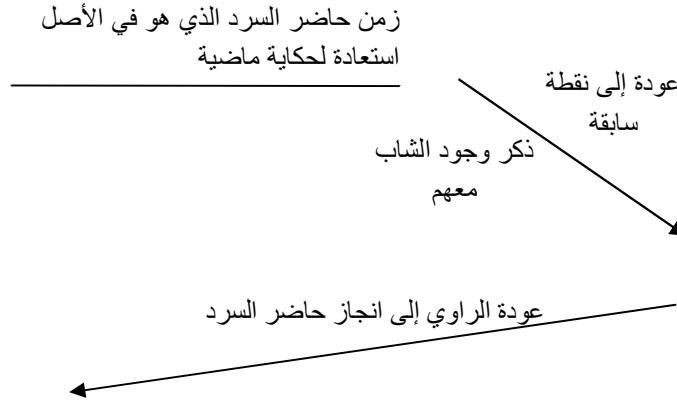 زمن حاضر السرد الذي هو في الأصل
استعادة لحكاية ماضية
عودة إلى نقطة
سابقة
ذكر وجود الشاب
معهم
عودة الراوي إلى انجاز حاضر السرد